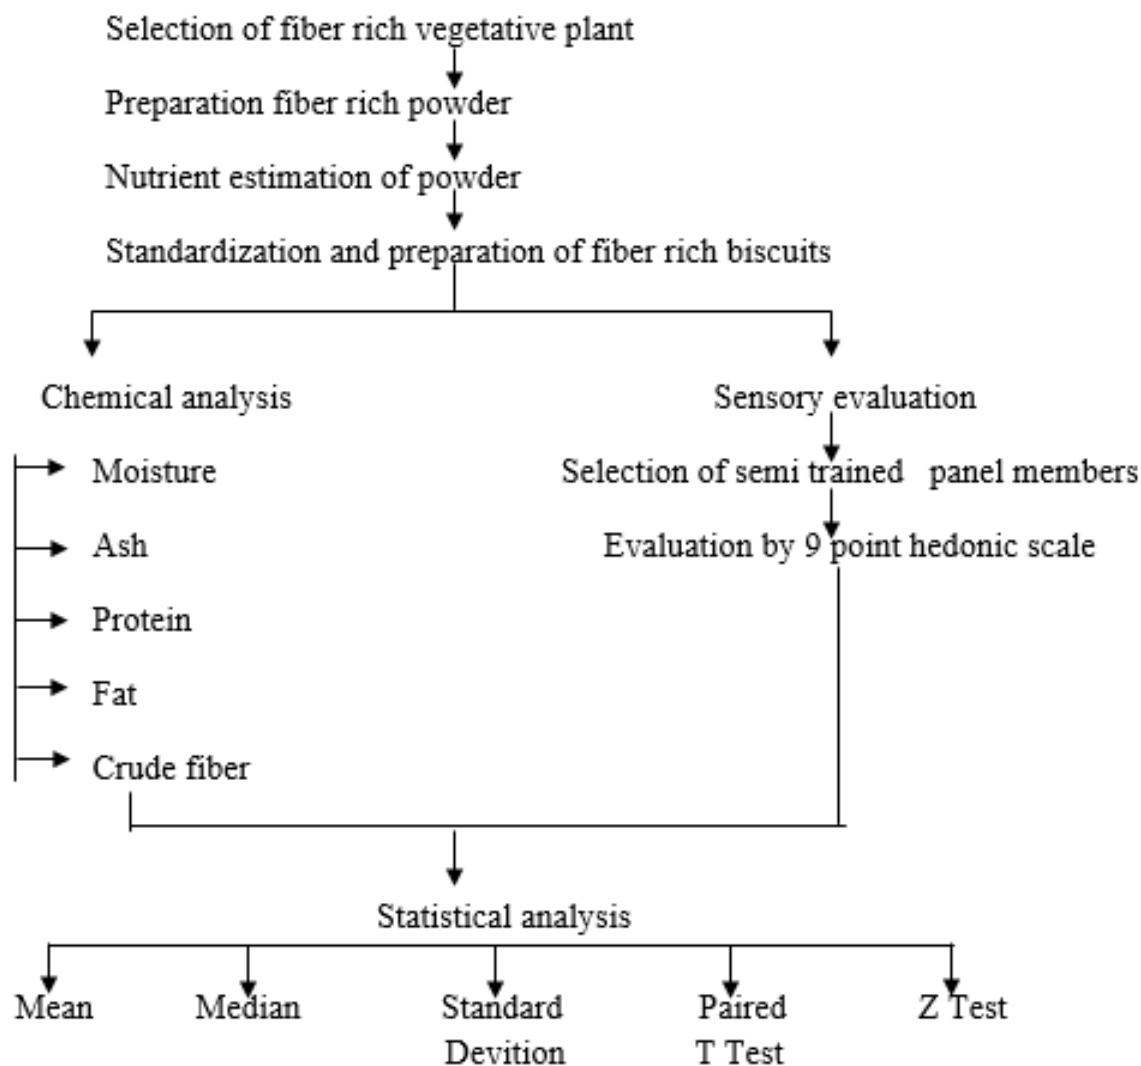 Selection of fiber rich vegetative plant
Preparation fiber rich powder
Nutrient estimation of powder
Standardization and preparation of fiber rich biscuits
Chemical analysis
Sensory evaluation
Moisture
Selection of semi trained panel members
Ash
Evaluation by 9 point hedonic scale
Protein
Fat
Crude fiber
Statistical analysis
Mean
Median
Standard
Devition
Paired
T Test
Z Test